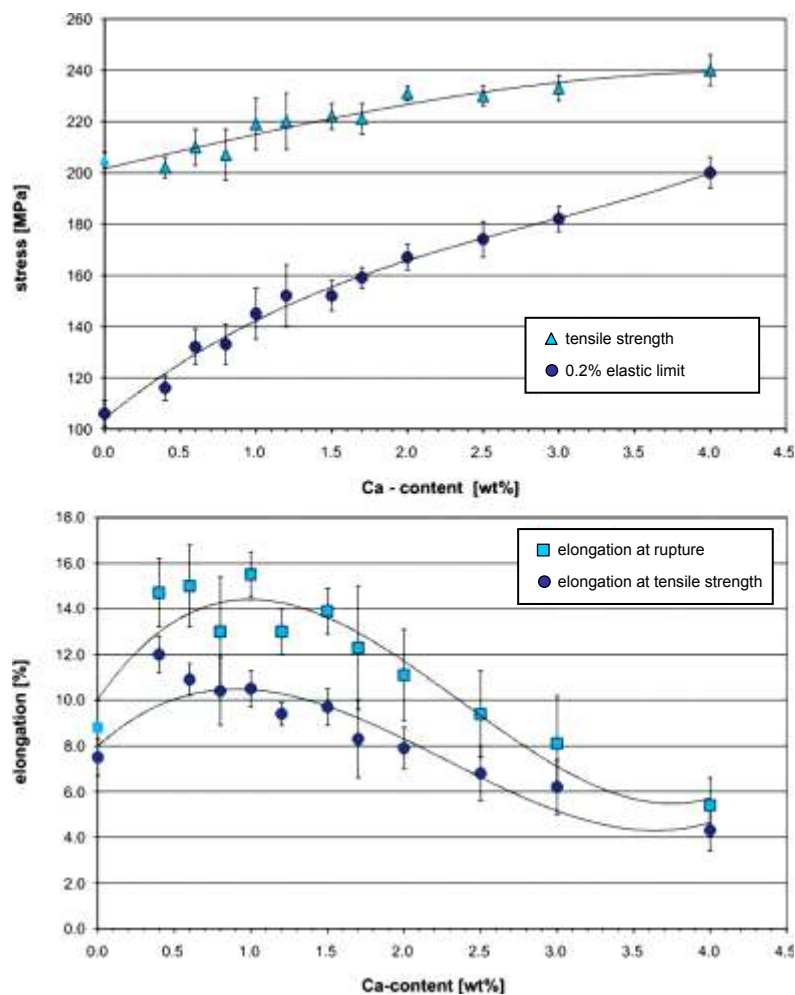 260
240
220
200
180
160
140
120
100
stress [MPa]
tensile strength
0.2% elastic limit
0.0 0.5 1.0 1.5 2.0 2.5 3.0 3.5 4.0 4.5
Ca - content [wt%]
18.0
16.0
14.0
12.0
10.0
8.0
6.0
4.0
2.0
0.0
elongation [%]
elongation at rupture
elongation at tensile strength
0.0 0.5 1.0 1.5 2.0 2.5 3.0 3.5 4.0 4.5
Ca-content [wt%]